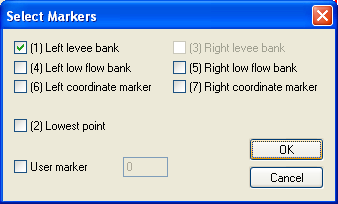 Select Markers
(1) Left levee bank
(3) Right levee bank
(4) Left low flow bank
(5) Right low flow bank
(6) Left coordinate marker
(7) Right coordinate marker
(2) Lowest point
User marker
0
OK
Cancel